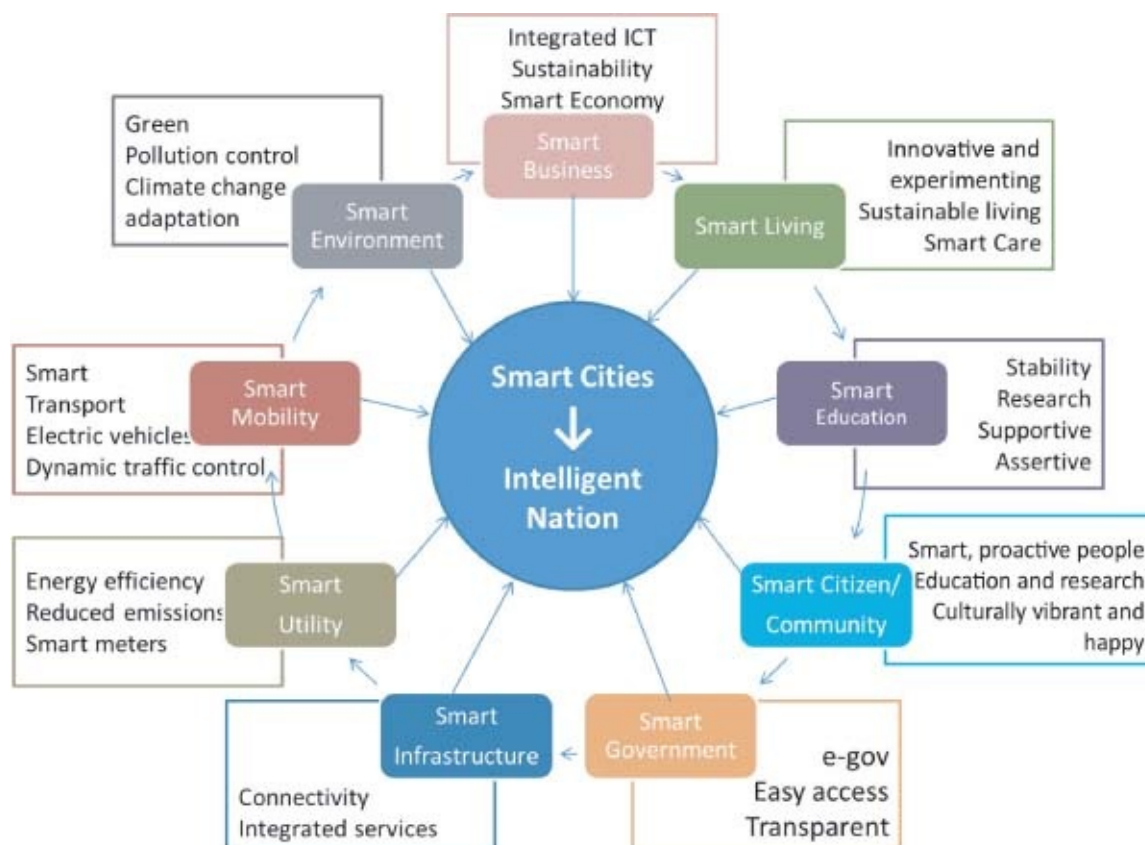 Integrated ICT
Sustainability
Smart Economy
Smart
Business
Innovative and
experimenting
Sustainable living
Smart Care
Smart Living
Stability
Research
Supportive
Assertive
Smart
Education
Smart, proactive people
Education and research
Culturally vibrant and
happy
Smart Citizen/
Community
e-gov
Easy access
Transparent
Smart
Government
Smart
Infrastructure
Connectivity
Integrated services
Smart
Utility
Energy efficiency
Reduced emissions
Smart meters
Smart
Mobility
Smart
Transport
Electric vehicles
Dynamic traffic control
Smart
Environment
Green
Pollution control
Climate change
adaptation
Smart Cities
Intelligent
Nation